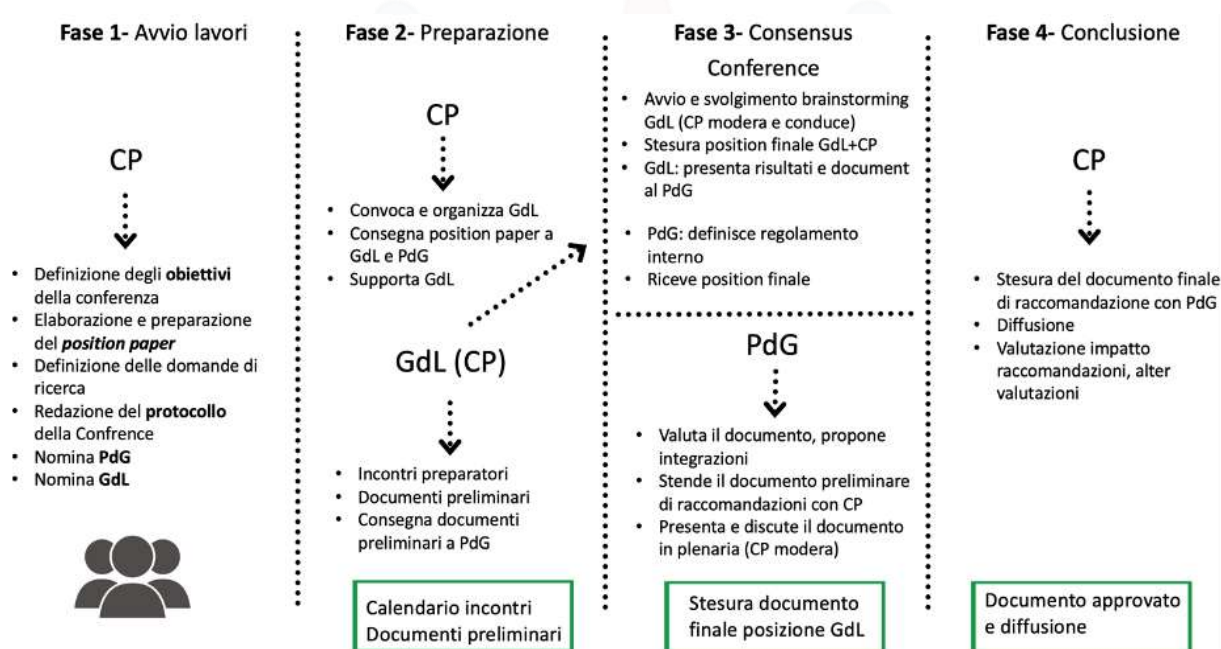 Fase 1- Avvio lavori
CP
• Definizione degli obiettivi
della conferenza
• Elaborazione e preparazione
del position paper
• Definizione delle domande di
ricerca
• Redazione del protocollo
della Confrence
• Nomina PdG
• Nomina GdL
Fase 2- Preparazione
CP
• Convoca e organizza GdL
• Consegna position paper a
GdL e PdG
• Supporta GdL
GdL (CP)
• Incontri preparatori
• Documenti preliminari
• Consegna documenti
preliminari a PdG
Calendario incontri
Documenti preliminari
Fase 3- Consensus
Conference
• Avvio e svolgimento brainstorming
GdL (CP modera e conduce)
• Stesura position finale GdL+CP
• GdL: presenta risultati e document
al PdG
• PdG: definisce regolamento
interno
• Riceve position finale
PdG
• Valuta il documento, propone
integrazioni
• Stende il documento preliminare
di raccomandazioni con CP
• Presenta e discute il documento
in plenaria (CP modera)
Stesura documento
finale posizione GdL
Fase 4- Conclusione
CP
• Stesura del documento finale
di raccomandazione con PdG
• Diffusione
• Valutazione impatto
raccomandazioni, alter
valutazioni
Documento approvato
e diffusione